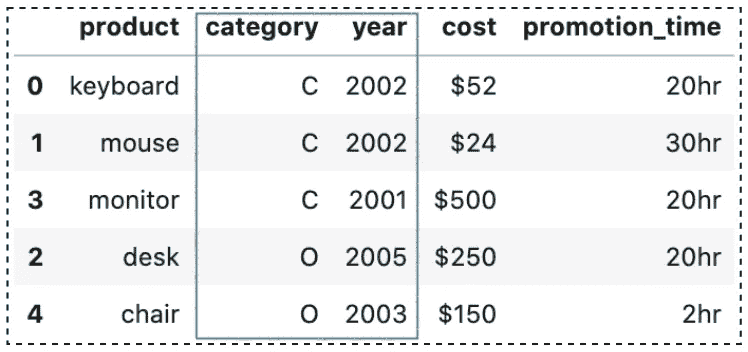 product category year cost promotion_time
0 keyboard C 2002 $52 20hr
1 mouse C 2002 $24 30hr
3 monitor C 2001 $500 20hr
2 desk O 2005 $250 20hr
4 chair O 2003 $150 2hr